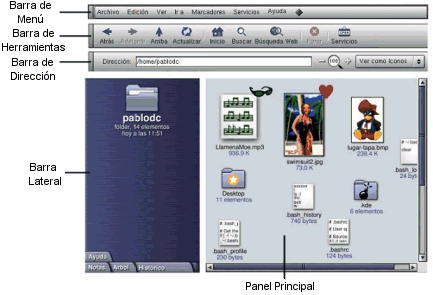 Barra de Menú
Archivo Edición Ver Ir a Marcadores Servicios Ayuda
Barra de Herramientas
Atrás Adelante Arriba Actualizar Inicio Buscar Búsqueda Web Parar Servicios
Barra de Dirección
Dirección: /home/pablodc 100 Ver como Iconos
Barra Lateral
pablodc
folder, 14 elementos
hoy a las 11:51
Ayuda
Notas Arbol Histórico
LlamenaMoe.mp3
936.9 K
swimsuit2.jpg
73.0 K
lugar-tapa.bmp
238.4 K
.bash_lo
24 byt
Desktop
11 elementos
.bash_history
740 bytes
.kde
6 elementos
.bash_profile
230 bytes
.bashrc
124 bytes
Panel Principal